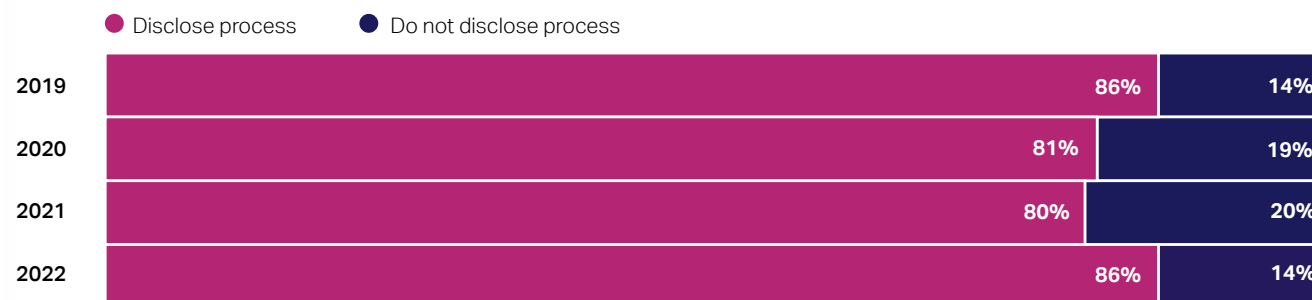 Disclose process Do not disclose process
2019 86% 14%
2020 81% 19%
2021 80% 20%
2022 86% 14%